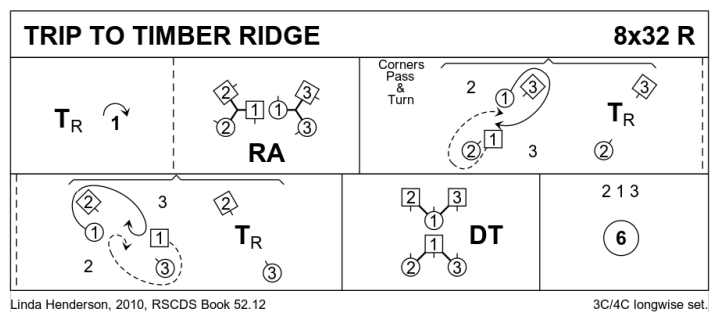 TRIP TO TIMBER RIDGE 8x32 R
TR 1
2 3
1 1
2 3
RA
Corners
Pass
&
Turn
2 3 3
1
TR
1
2 3 2
2 3 2
1 1
TR
2 3 3
2 3
1
1
DT
2 3
2 1 3
6
Linda Henderson, 2010, RSCDS Book 52.12 3C/4C longwise set.